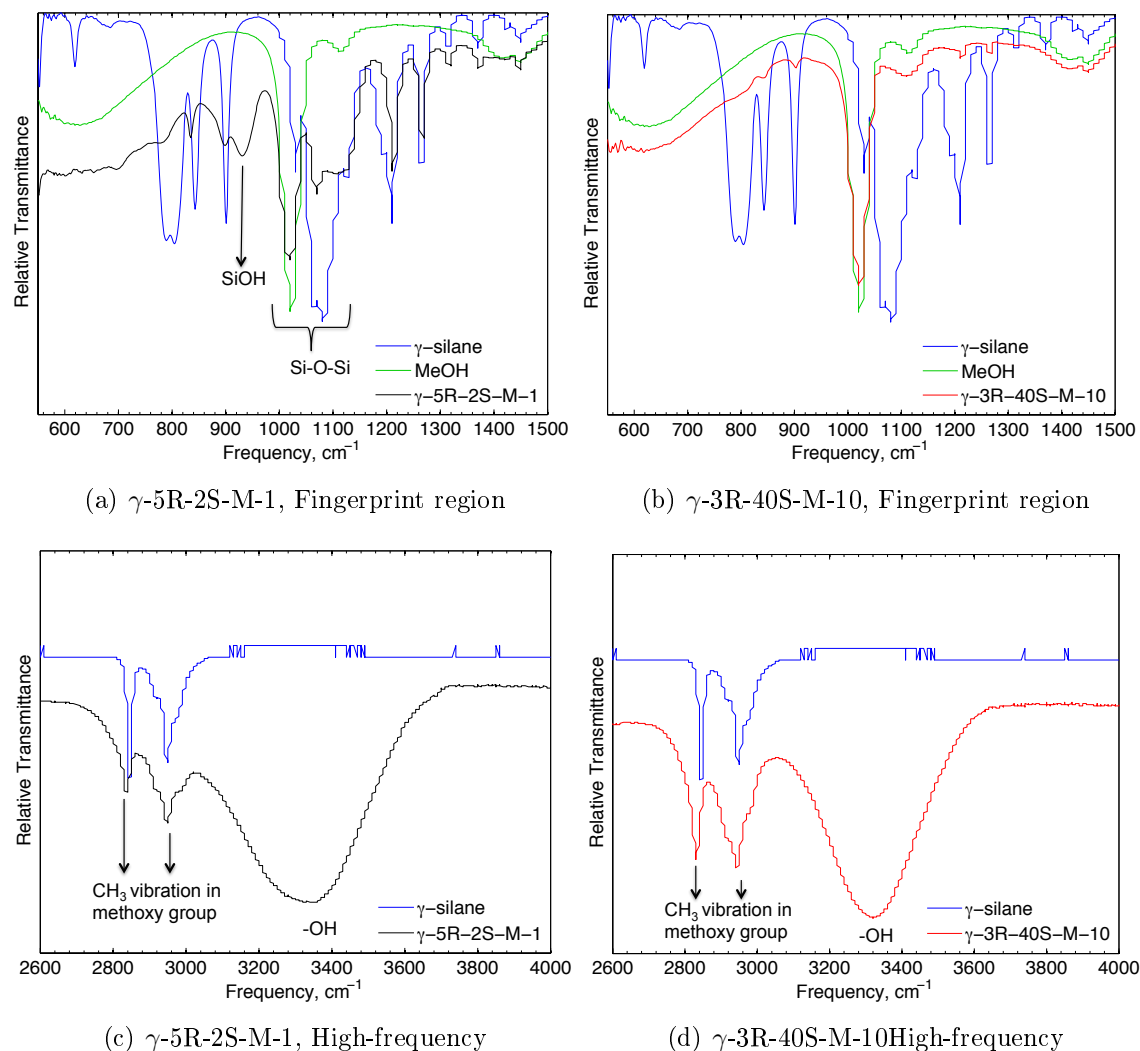 Relative Transmittance
SiOH
Si-O-Si
γ−silane
MeOH
γ−5R−2S−M−1
600 700 800 900 1000 1100 1200 1300 1400 1500
Frequency, cm⁻¹
(a) γ-5R-2S-M-1, Fingerprint region
Relative Transmittance
γ−silane
MeOH
γ−3R−40S−M−10
600 700 800 900 1000 1100 1200 1300 1400 1500
Frequency, cm⁻¹
(b) γ-3R-40S-M-10, Fingerprint region
Relative Transmittance
CH₃ vibration in
methoxy group
-OH
γ−silane
γ−5R−2S−M−1
2600 2800 3000 3200 3400 3600 3800 4000
Frequency, cm⁻¹
(c) γ-5R-2S-M-1, High-frequency
Relative Transmittance
CH₃ vibration in
methoxy group
-OH
γ−silane
γ−3R−40S−M−10
2600 2800 3000 3200 3400 3600 3800 4000
Frequency, cm⁻¹
(d) γ-3R-40S-M-10High-frequency